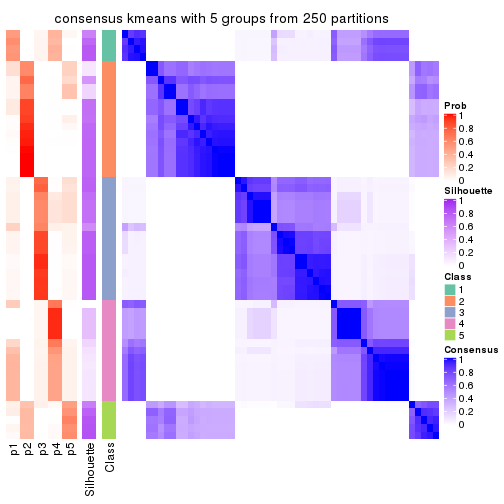 consensus kmeans with 5 groups from 250 partitions
Prob
1
0.8
0.6
0.4
0.2
0
Silhouette
1
0.8
0.6
0.4
0.2
0
Class
1
2
3
4
5
Consensus
1
0.8
0.6
0.4
0.2
0
p1
p2
p3
p4
p5
Silhouette
Class